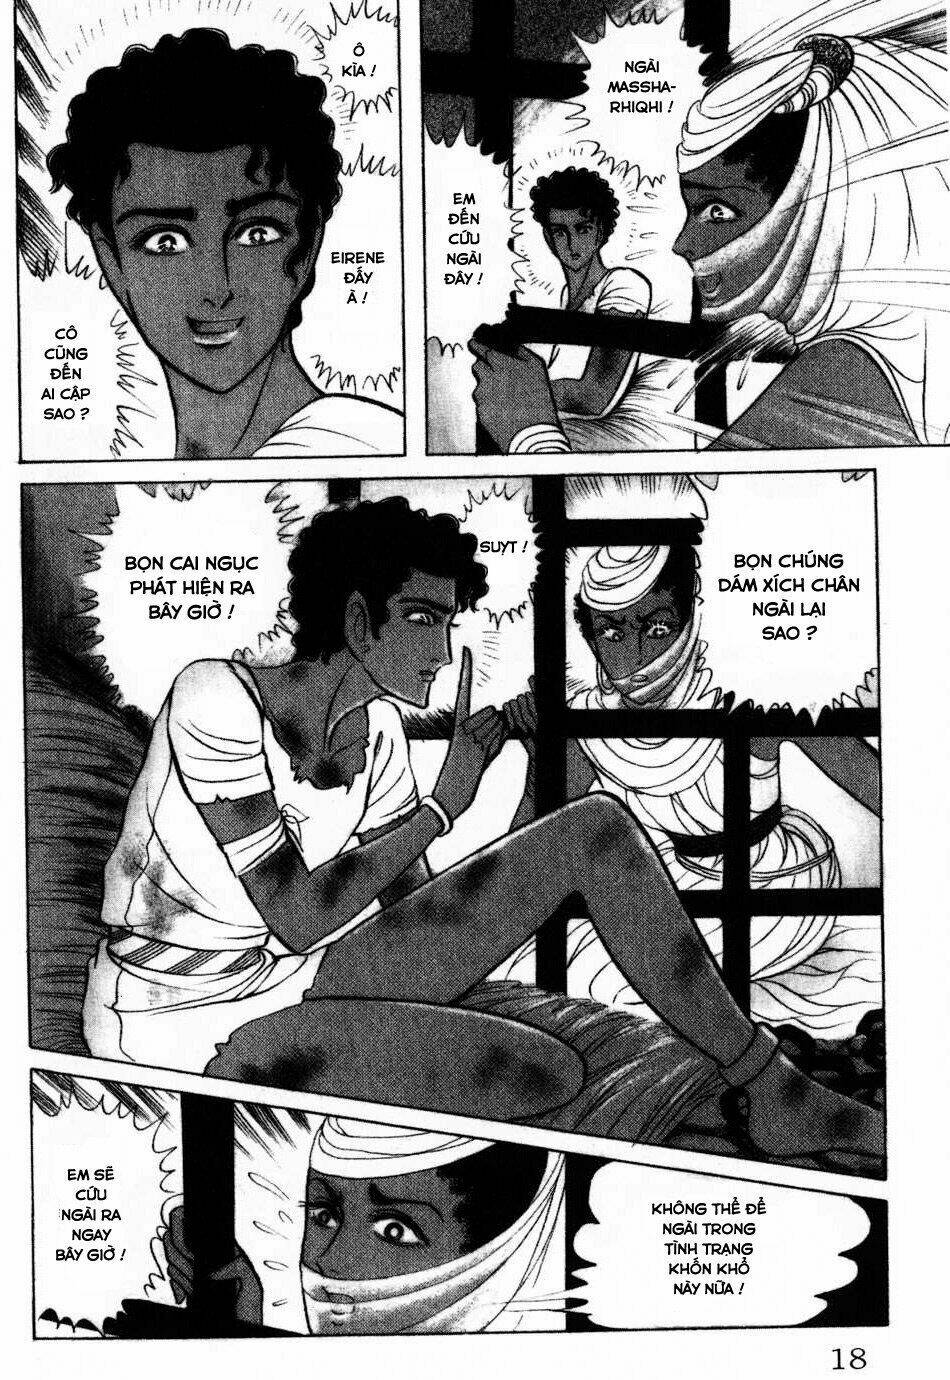 NGÀI
MASSHA-
RHIQHI !
EM
ĐẾN
CỨU
NGÀI
ĐÂY !
Ô
KÌA !
EIRENE
ĐẤY
À !
CÔ
CŨNG
ĐẾN
AI CẬP
SAO ?
BỌN CHÚNG
DÁM XÍCH CHÂN
NGÀI LẠI
SAO ?
SUYT !
BỌN CAI NGỤC
PHÁT HIỆN RA
BÂY GIỜ !
KHÔNG THỂ ĐỂ
NGÀI TRONG
TÌNH TRẠNG
KHỐN KHỔ
NÀY NỮA !
EM SẼ
CỨU
NGÀI RA
NGAY
BÂY GIỜ !
18